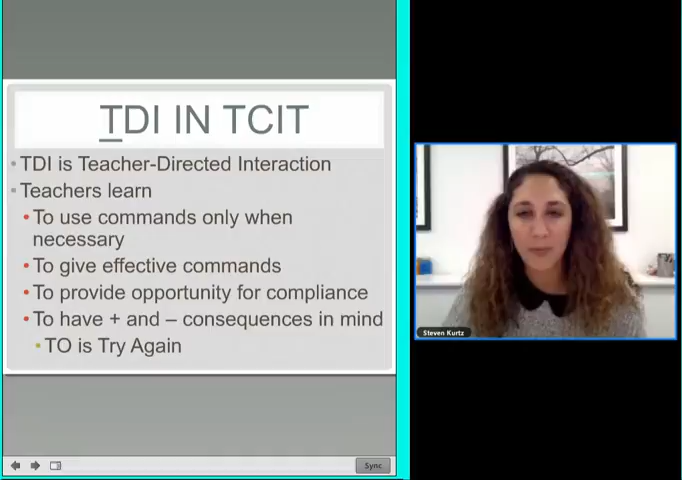 TDI IN TCIT
TDI is Teacher-Directed Interaction
Teachers learn
To use commands only when
necessary
To give effective commands
To provide opportunity for compliance
To have + and – consequences in mind
TO is Try Again
Steven Kurtz
Sync